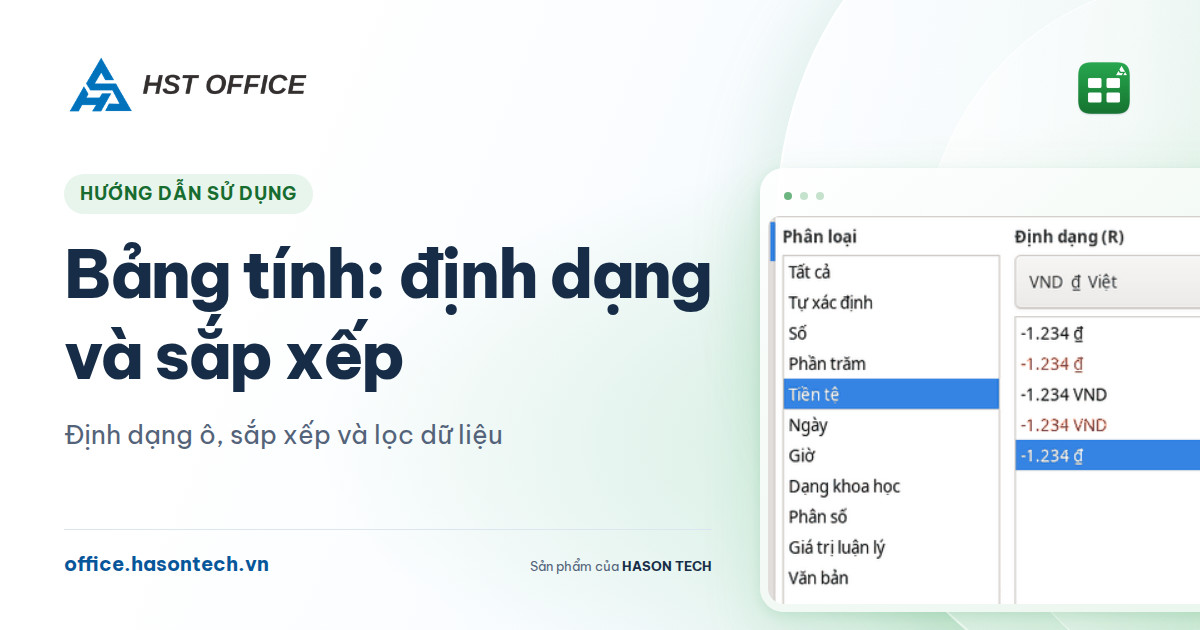 HST OFFICE
HƯỚNG DẪN SỬ DỤNG
Bảng tính: định dạng
và sắp xếp
Định dạng ô, sắp xếp và lọc dữ liệu
office.hasontech.vn
Sản phẩm của HASON TECH
Phân loại
Tất cả
Tự xác định
Số
Phần trăm
Tiền tệ
Ngày
Giờ
Dạng khoa học
Phân số
Giá trị luận lý
Văn bản
Định dạng (R)
VND ₫ Việt
-1.234 ₫
-1.234 ₫
-1.234 VND
-1.234 VND
-1.234 ₫